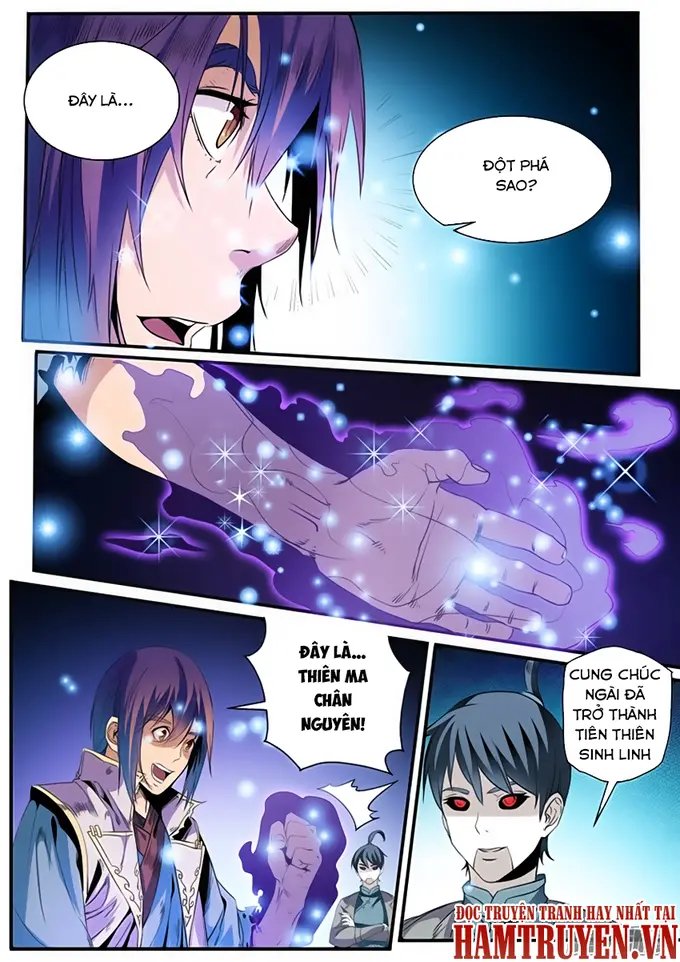 ĐÂY LÀ...
ĐỘT PHÁ
SAO?
ĐÂY LÀ...
THIÊN MA
CHÂN
NGUYÊN!
CUNG CHÚC
NGÀI ĐÃ
TRỞ THÀNH
TIÊN THIÊN
SINH LINH
ĐỌC TRUYỆN TRANH HAY NHẤT TẠI
HAMTRUYEN.VN